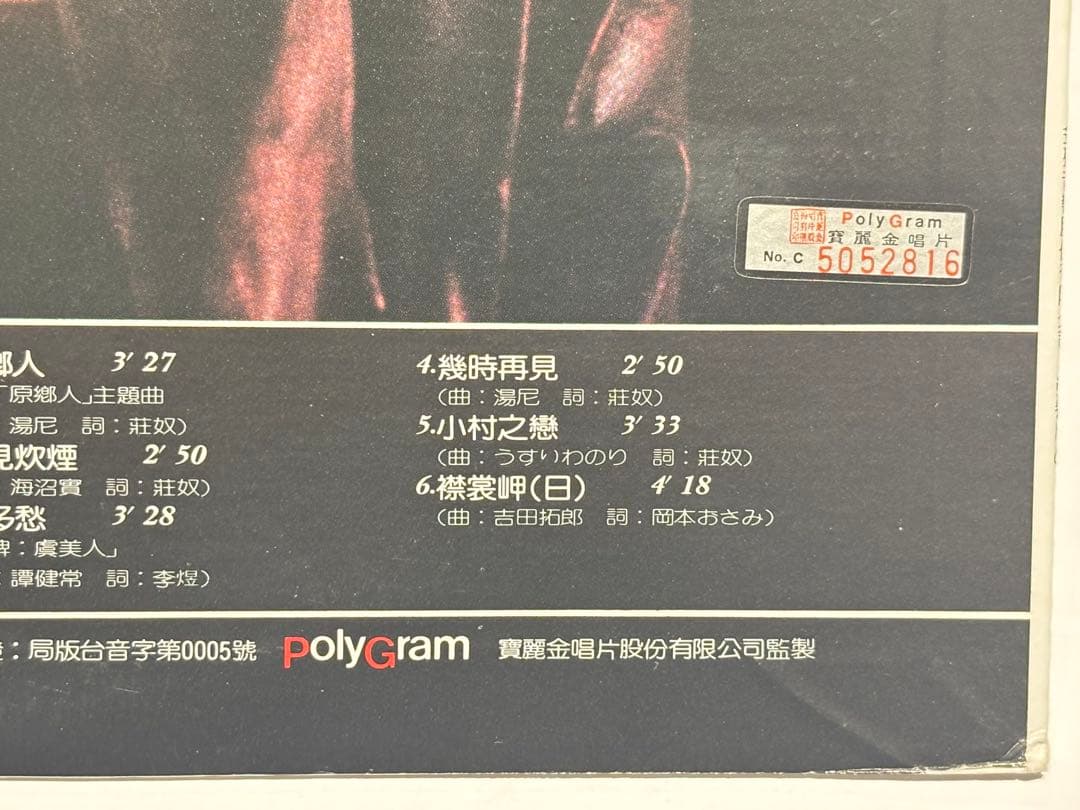 PolyGram
寶麗金唱片
No. C 5052816
鄉人 3′ 27
「原鄉人」主題曲
湯尼 詞：莊奴）
見炊煙 2′ 50
海沼實 詞：莊奴）
多愁 3′ 28
牌：虞美人」
譚健常 詞：李煜）
4.幾時再見 2′ 50
（曲：湯尼 詞：莊奴）
5.小村之戀 3′ 33
（曲：うすいわのり 詞：莊奴）
6.襟裳岬（日） 4′ 18
（曲：吉田拓郎 詞：岡本おさみ）
：局版台音字第0005號 PolyGram 寶麗金唱片股份有限公司監製